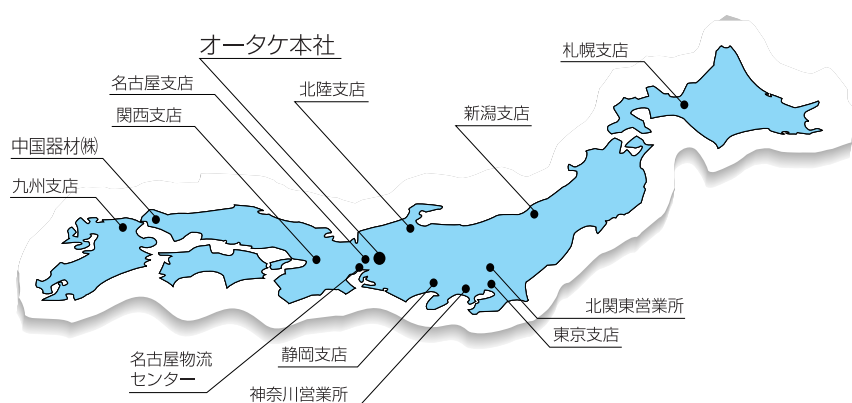 オータケ本社
名古屋支店
関西支店
北陸支店
札幌支店
新潟支店
中国器材㈱
九州支店
北関東営業所
東京支店
静岡支店
名古屋物流
センター
神奈川営業所